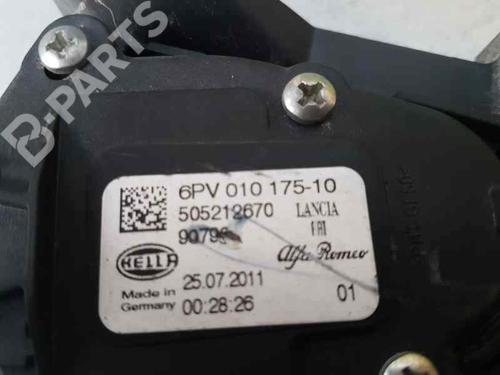 B-PARTS
6PV 010 175-10
505212670 LANCIA
HELLA
25.07.2011 Alfa Romeo
Made in
Germany 00:28:26 01